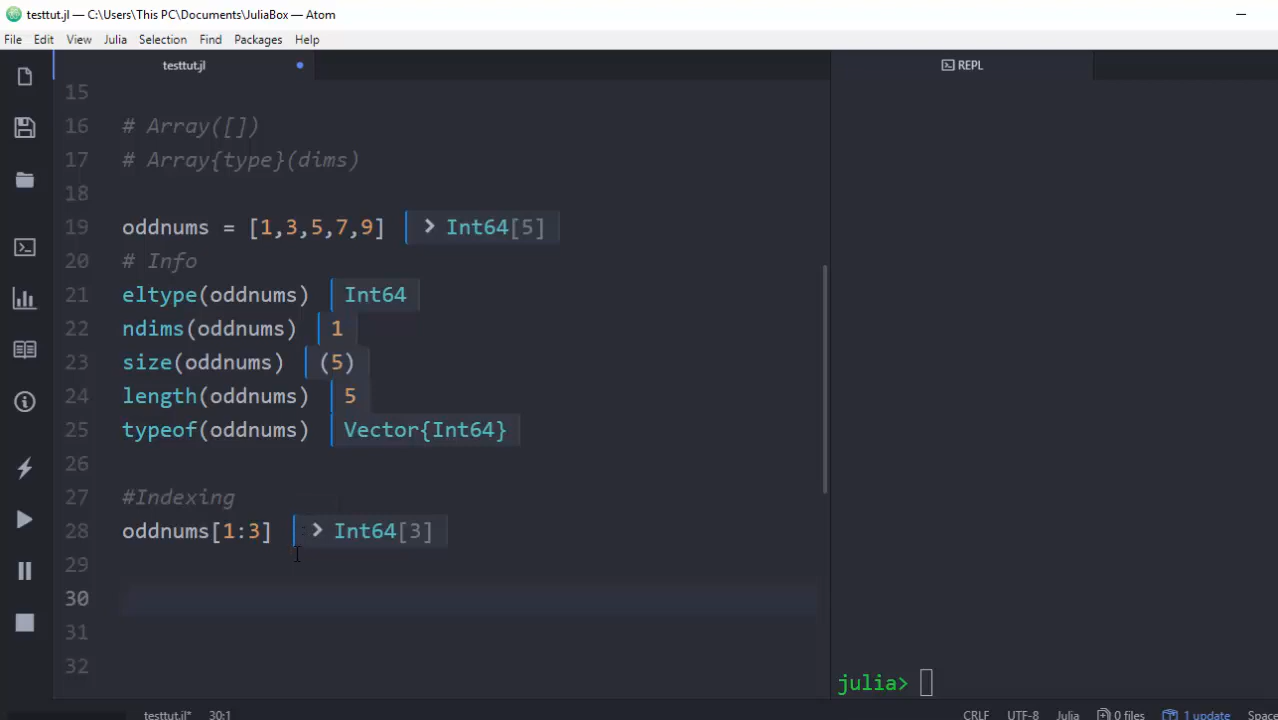 testtut.jl — C:\Users\This PC\Documents\JuliaBox — Atom
File Edit View Julia Selection Find Packages Help
testtut.jl
REPL
15
16 # Array([])
17 # Array{type}(dims)
18
19 oddnums = [1,3,5,7,9] > Int64[5]
20 # Info
21 eltype(oddnums) Int64
22 ndims(oddnums) 1
23 size(oddnums) (5)
24 length(oddnums) 5
25 typeof(oddnums) Vector{Int64}
26
27 #Indexing
28 oddnums[1:3] > Int64[3]
29
30
31
32
julia>
testtut.jl* 30:1 CRLF UTF-8 Julia 0 files 1 update